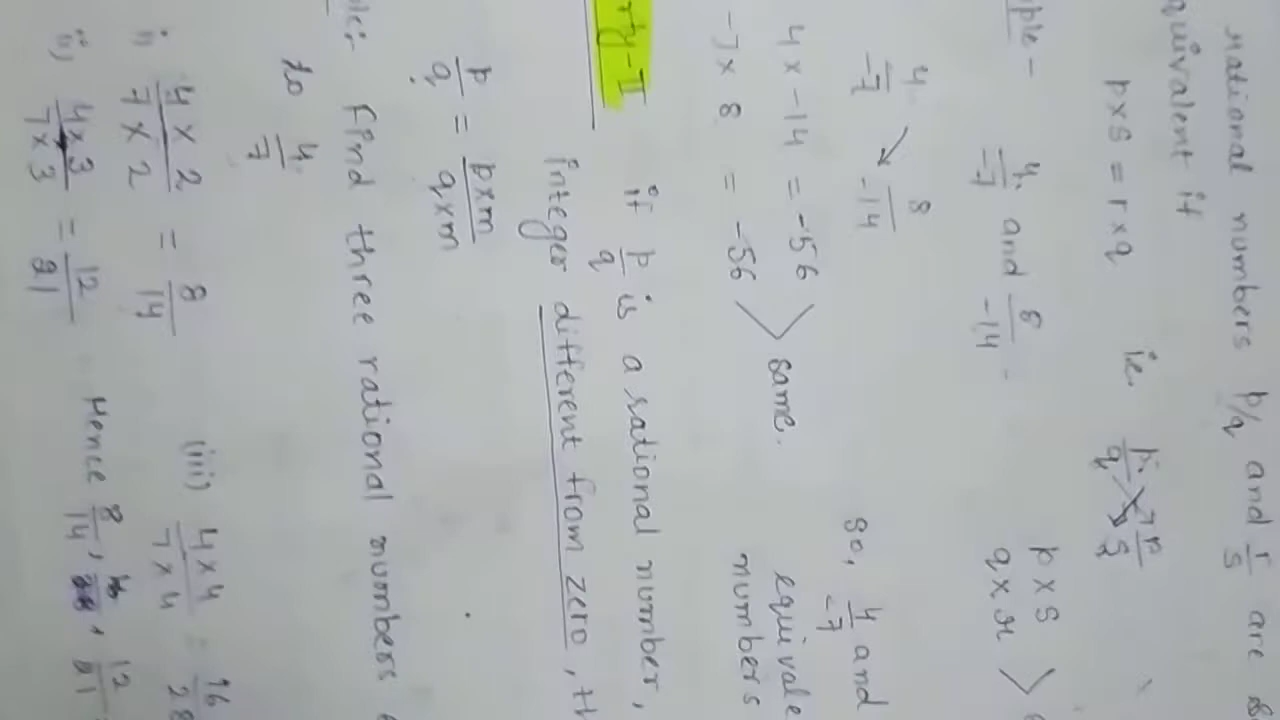 rational numbers p/q and r/s are
equivalent if
p×s = r×q i.e. p/q r/s p×s
q×r
4/-7 and 8/-14
4/-7 8/-14 So, 4/-7 and
4 × -14 = -56 same. equivale
-7 × 8 = -56 numbers
rty-II if p/q is a rational number,
integer different from zero, th
p/q = p×m/q×m
Find three rational numbers
to 4/7
i) 4×2/7×2 = 8/14 (iii) 4×4/7×4 = 16/28
ii) 4×3/7×3 = 12/21 Hence 8/14, 12/21